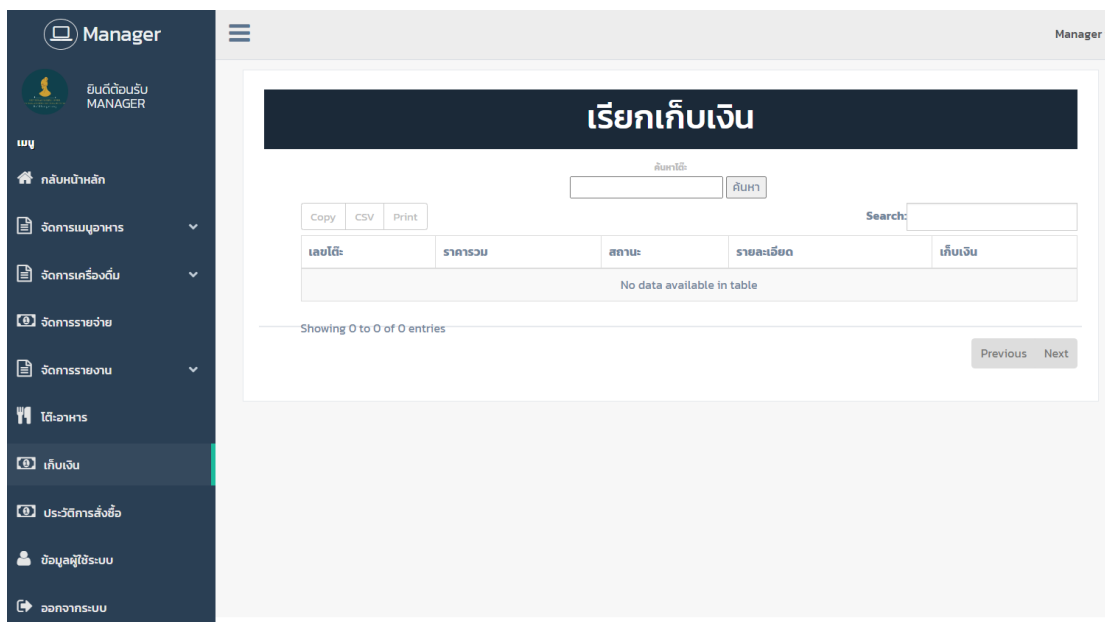 Manager
Manager
ยินดีต้อนรับ
MANAGER
เมนู
กลับหน้าหลัก
จัดการเมนูอาหาร
จัดการเครื่องดื่ม
จัดการรายจ่าย
จัดการรายงาน
โต๊ะอาหาร
เก็บเงิน
ประวัติการสั่งซื้อ
ข้อมูลผู้ใช้ระบบ
ออกจากระบบ
เรียกเก็บเงิน
ค้นหาโต๊ะ
ค้นหา
Copy CSV Print Search:
เลขโต๊ะ ราคารวม สถานะ รายละเอียด เก็บเงิน
No data available in table
Showing 0 to 0 of 0 entries
Previous Next